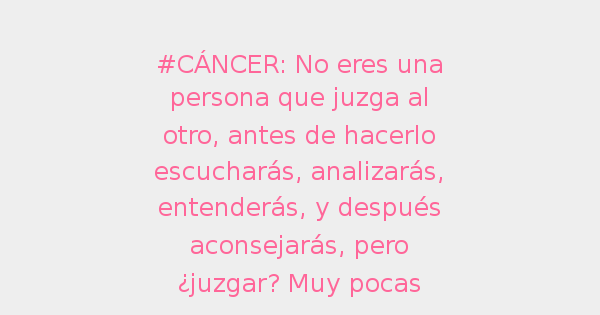 #CÁNCER: No eres una
persona que juzga al
otro, antes de hacerlo
escucharás, analizarás,
entenderás, y después
aconsejarás, pero
¿juzgar? Muy pocas